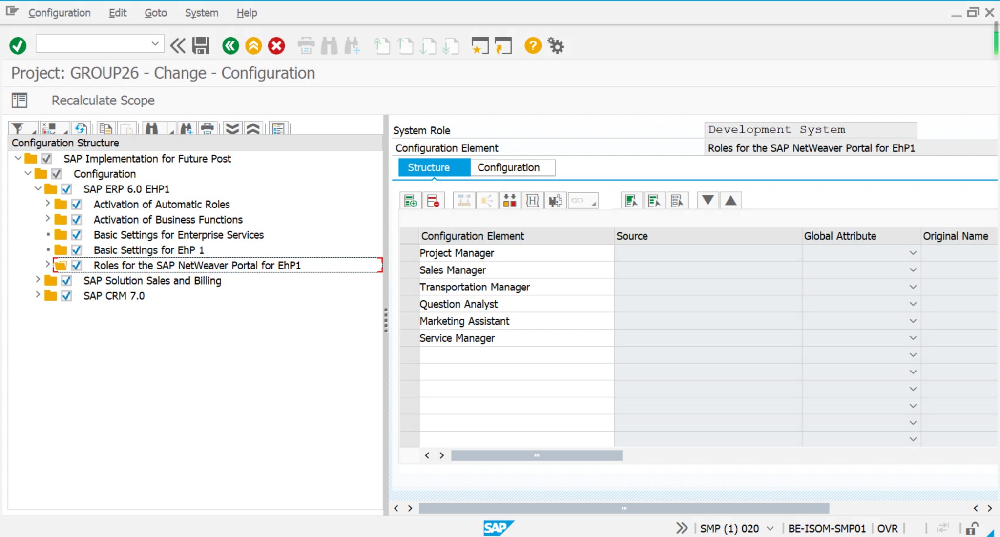 Configuration Edit Goto System Help
Project: GROUP26 - Change - Configuration
Recalculate Scope
Configuration Structure
SAP Implementation for Future Post
Configuration
SAP ERP 6.0 EHP1
Activation of Automatic Roles
Activation of Business Functions
Basic Settings for Enterprise Services
Basic Settings for EhP 1
Roles for the SAP NetWeaver Portal for EhP1
SAP Solution Sales and Billing
SAP CRM 7.0
System Role Development System
Configuration Element Roles for the SAP NetWeaver Portal for EhP1
Structure Configuration
Configuration Element Source Global Attribute Original Name
Project Manager
Sales Manager
Transportation Manager
Question Analyst
Marketing Assistant
Service Manager
SAP SMP (1) 020 BE-ISOM-SMP01 OVR